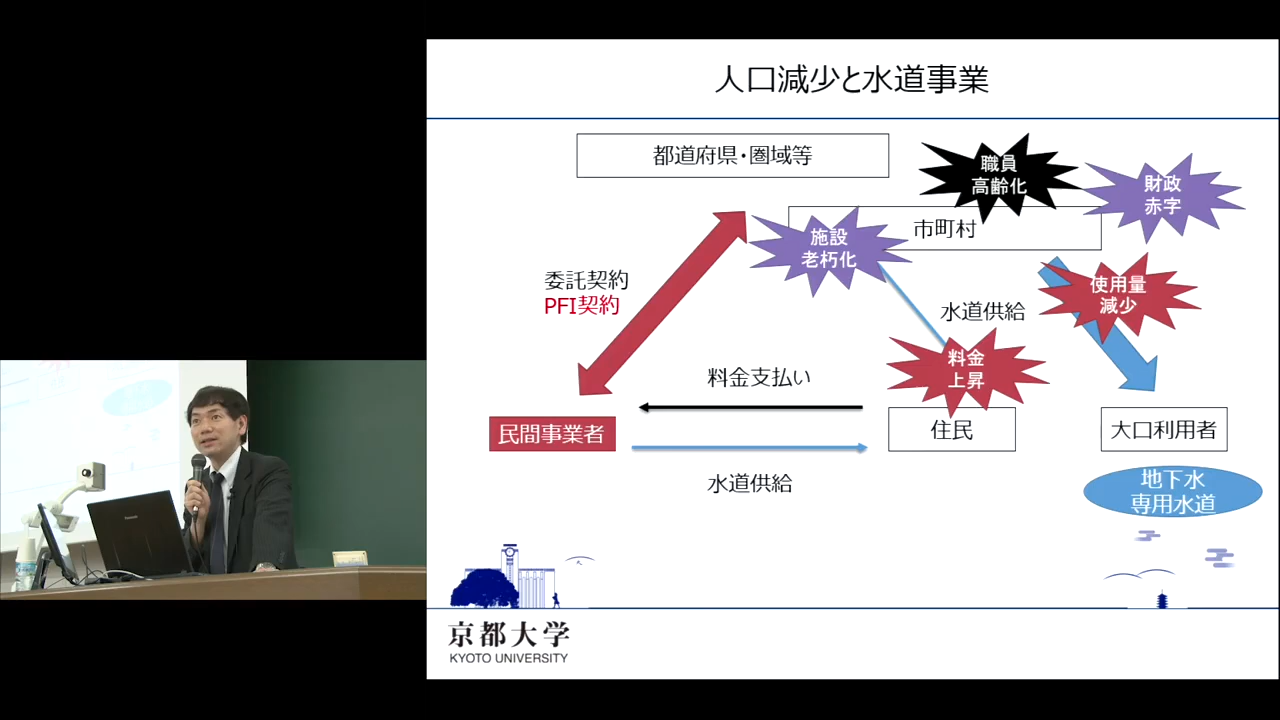 人口減少と水道事業
都道府県・圏域等
職員
高齢化
財政
赤字
施設
老朽化
市町村
委託契約
PFI契約
使用量
減少
水道供給
料金
上昇
料金支払い
民間事業者
住民
大口利用者
水道供給
地下水
専用水道
京都大学
KYOTO UNIVERSITY
Panasonic